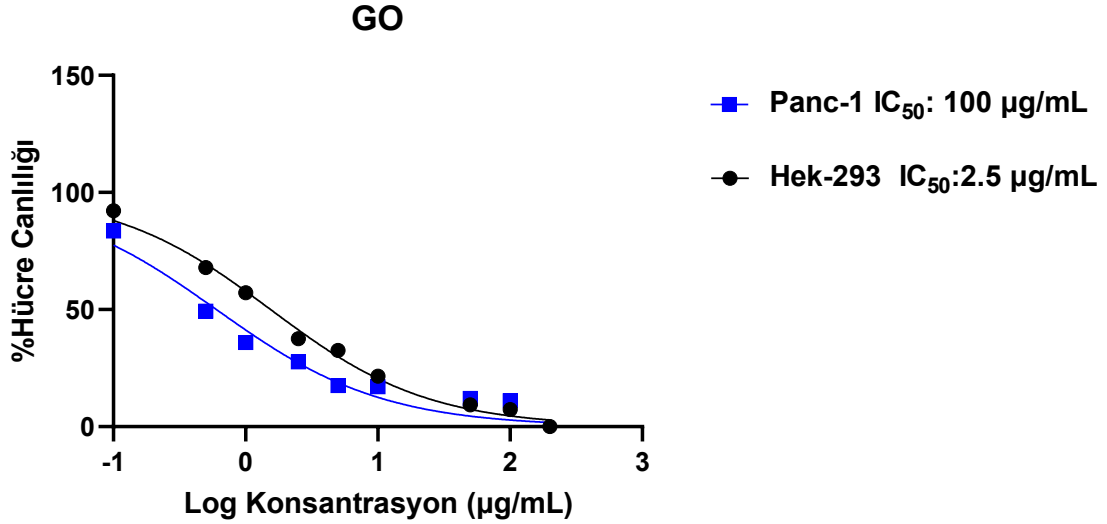 GO
150
100
50
0
-1
0
1
2
3
%Hücre Canlılığı
Log Konsantrasyon (µg/mL)
Panc-1 IC50: 100 µg/mL
Hek-293 IC50:2.5 µg/mL